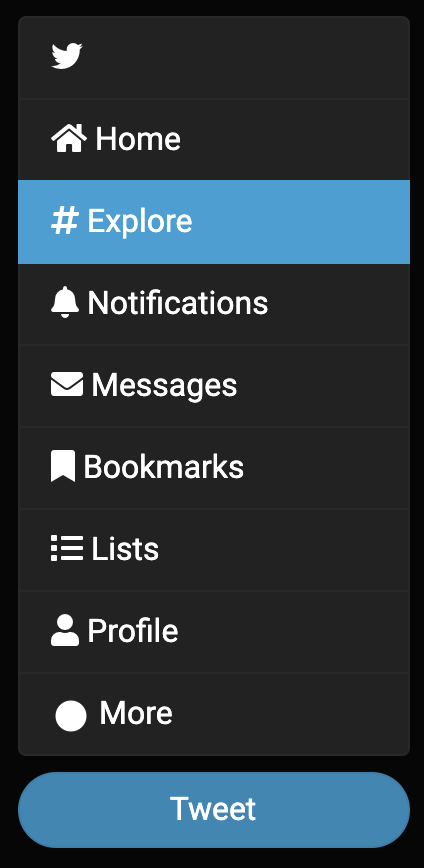 Home
# Explore
Notifications
Messages
Bookmarks
Lists
Profile
More
Tweet